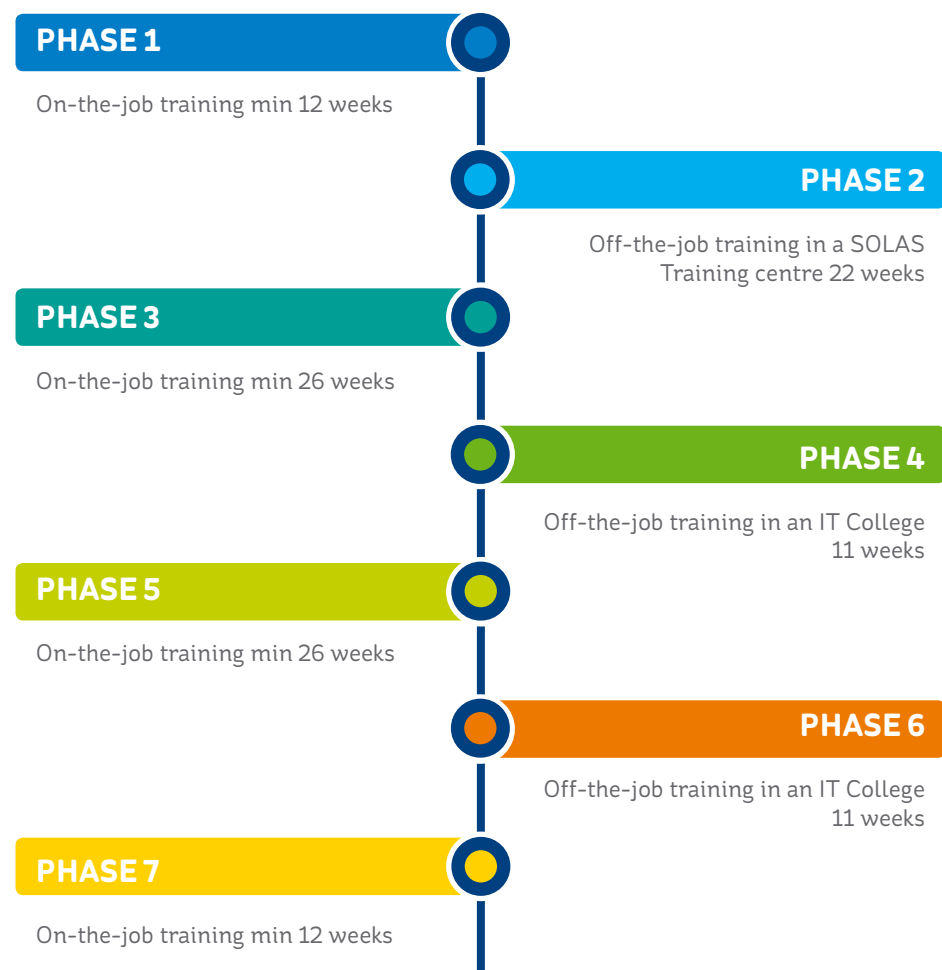 PHASE 1
On-the-job training min 12 weeks
PHASE 2
Off-the-job training in a SOLAS
Training centre 22 weeks
PHASE 3
On-the-job training min 26 weeks
PHASE 4
Off-the-job training in an IT College
11 weeks
PHASE 5
On-the-job training min 26 weeks
PHASE 6
Off-the-job training in an IT College
11 weeks
PHASE 7
On-the-job training min 12 weeks